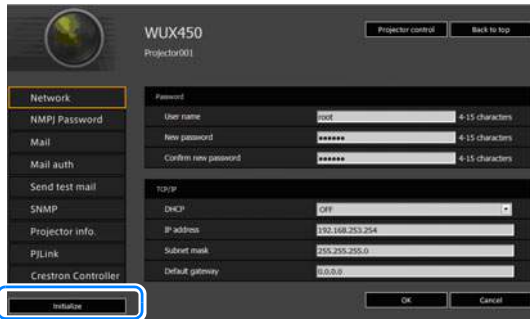 WUX450
Projector001
Projector control
Back to top
Network
NMPJ Password
Mail
Mail auth
Send test mail
SNMP
Projector info.
PJLink
Crestron Controller
Initialize
Password
User name root 4-15 characters
New password •••••• 4-15 characters
Confirm new password •••••• 4-15 characters
TCP/IP
DHCP OFF
IP address 192.168.253.254
Subnet mask 255.255.255.0
Default gateway 0.0.0.0
OK Cancel